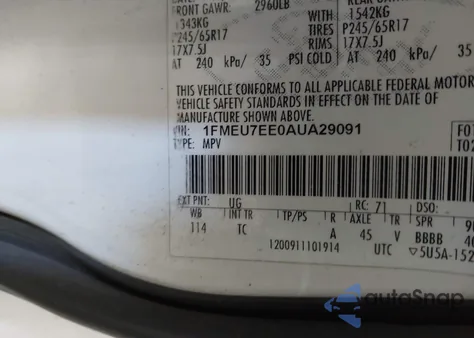 FRONT GAWR: 2960LB
1343KG WITH 1542KG
P245/65R17 TIRES P245/65R17
17X7.5J RIMS 17X7.5J
AT 240 kPa/ 35 PSI COLD AT 240 kPa/ 35
THIS VEHICLE CONFORMS TO ALL APPLICABLE FEDERAL MOTOR
VEHICLE SAFETY STANDARDS IN EFFECT ON THE DATE OF
MANUFACTURE SHOWN ABOVE.
VIN: 1FMEU7EE0AUA29091
TYPE: MPV
EXT PNT: UG RC: 71 DSO:
WB INT TR TP/PS R AXLE TR SPR
114 TC A 45 V BBBB
1200911101914 UTC ▽5U5A-152
autoSnap